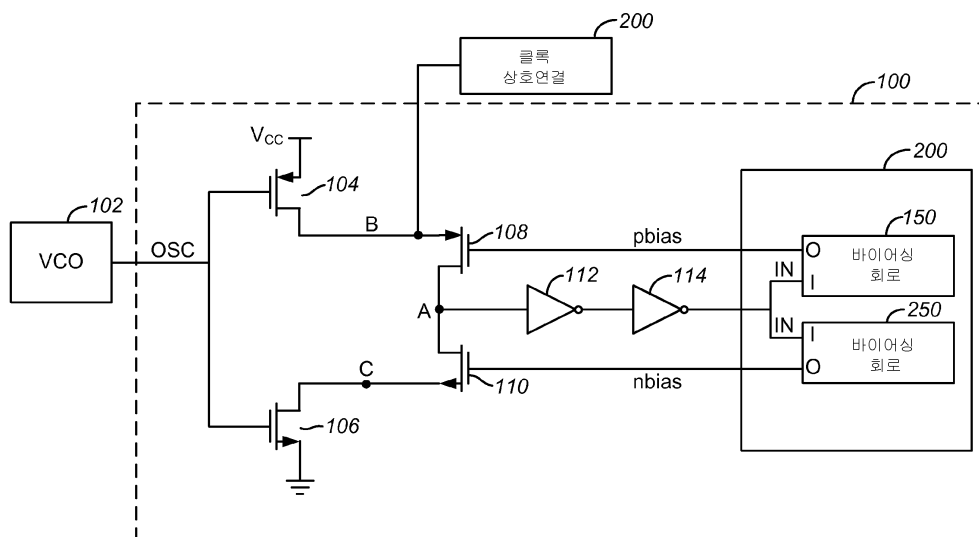 200
클록
상호연결
100
VCC
104
200
102
VCO
OSC
B
108
pbias
O
150
바이어싱
회로
IN
I
112
114
A
IN
I
250
바이어싱
회로
O
C
110
nbias
106